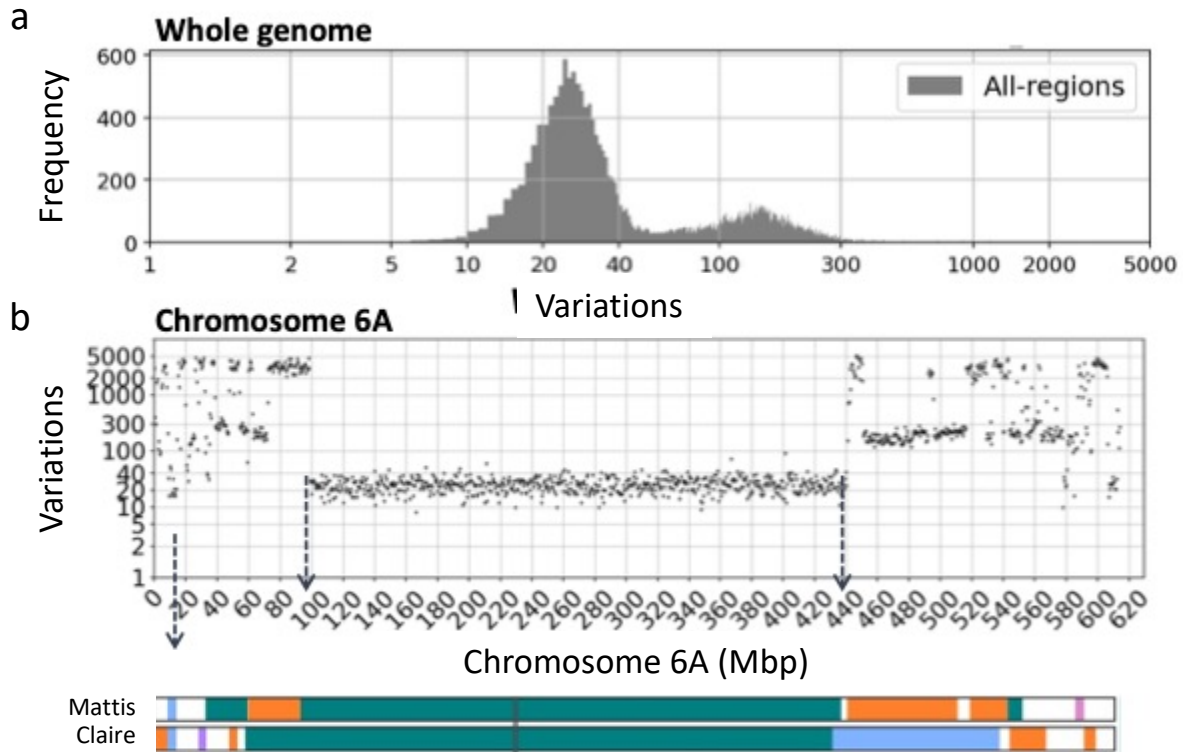 a
Whole genome
Frequency
600
400
200
0
All-regions
1 2 5 10 20 40 100 300 1000 2000 5000
Variations
b
Chromosome 6A
Variations
5000
2000
1000
300
100
40
20
10
5
2
1
0 20 40 60 80 100 120 140 160 180 200 220 240 260 280 300 320 340 360 380 400 420 440 460 480 500 520 540 560 580 600 620
Chromosome 6A (Mbp)
Mattis
Claire